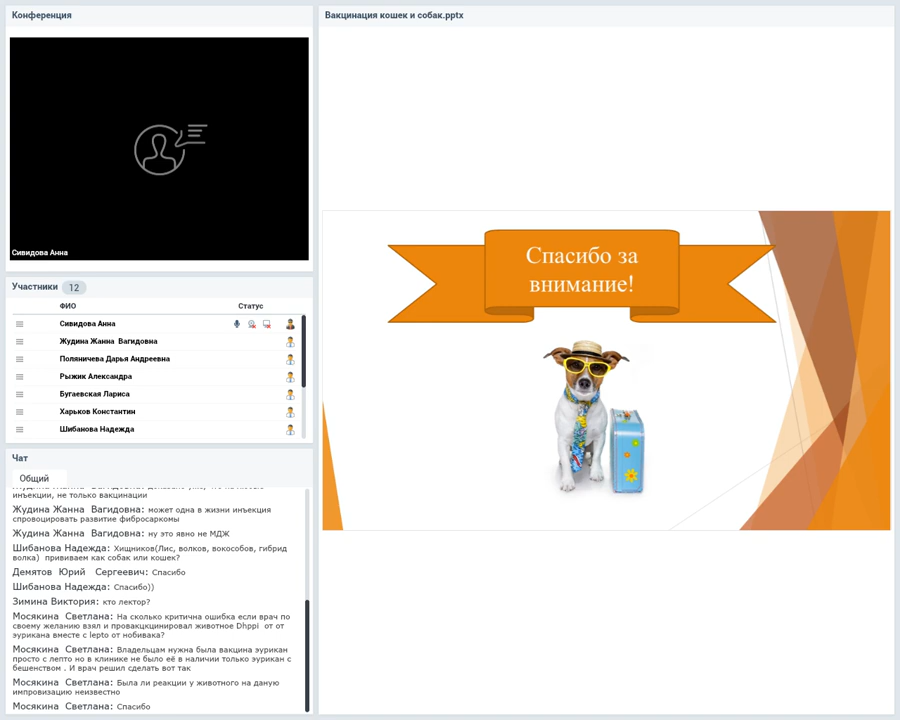 Конференция
Сивидова Анна
Участники 12
ФИО Статус
Сивидова Анна
Жудина Жанна Вагидовна
Поляничева Дарья Андреевна
Рыжик Александра
Бугаевская Лариса
Харьков Константин
Шибанова Надежда
Чат
Общий
инъекции, не только вакцинации
Жудина Жанна Вагидовна: может одна в жизни инъекция
спровоцировать развитие фибросаркомы
Жудина Жанна Вагидовна: ну это явно не МДЖ
Шибанова Надежда: Хищников(Лис, волков, вокособов, гибрид
волка) прививаем как собак или кошек?
Демятов Юрий Сергеевич: Спасибо
Шибанова Надежда: Спасибо))
Зимина Виктория: кто лектор?
Мосякина Светлана: На сколько критична ошибка если врач по
своему желанию взял и провакцкцинировал животное Dhppi от от
эурикана вместе с lepto от нобивака?
Мосякина Светлана: Владельцам нужна была вакцина эурикан
просто с лепто но в клинике не было её в наличии только эурикан с
бешенством . И врач решил сделать вот так
Мосякина Светлана: Была ли реакции у животного на даную
импровизацию неизвестно
Мосякина Светлана: Спасибо
Вакцинация кошек и собак.pptx
Спасибо за
внимание!